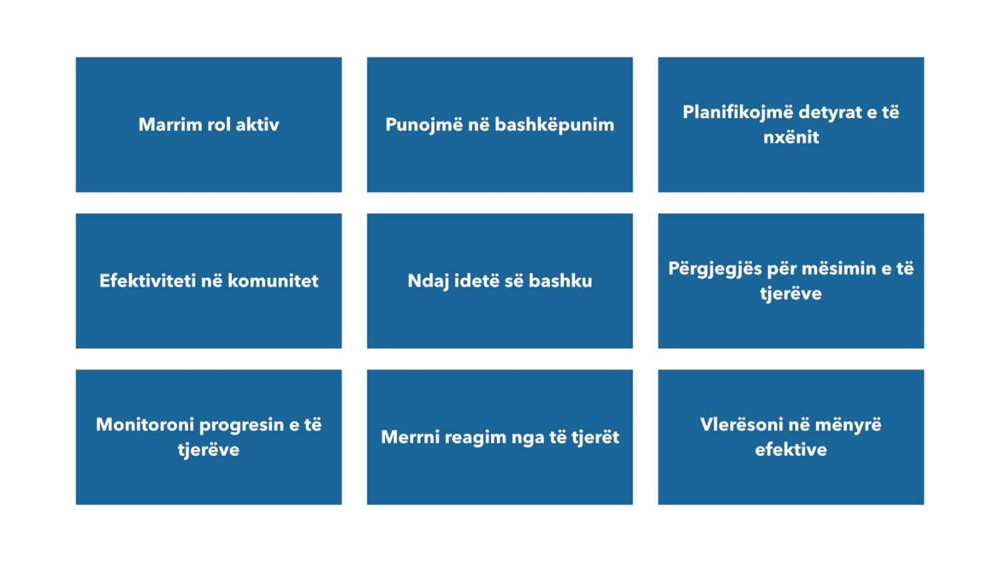 Marrim rol aktiv
Punojmë në bashkëpunim
Planifikojmë detyrat e të
nxënit
Efektiviteti në komunitet
Ndaj idetë së bashku
Përgjegjës për mësimin e të
tjerëve
Monitoroni progresin e të
tjerëve
Merrni reagim nga të tjerët
Vlerësoni në mënyrë
efektive